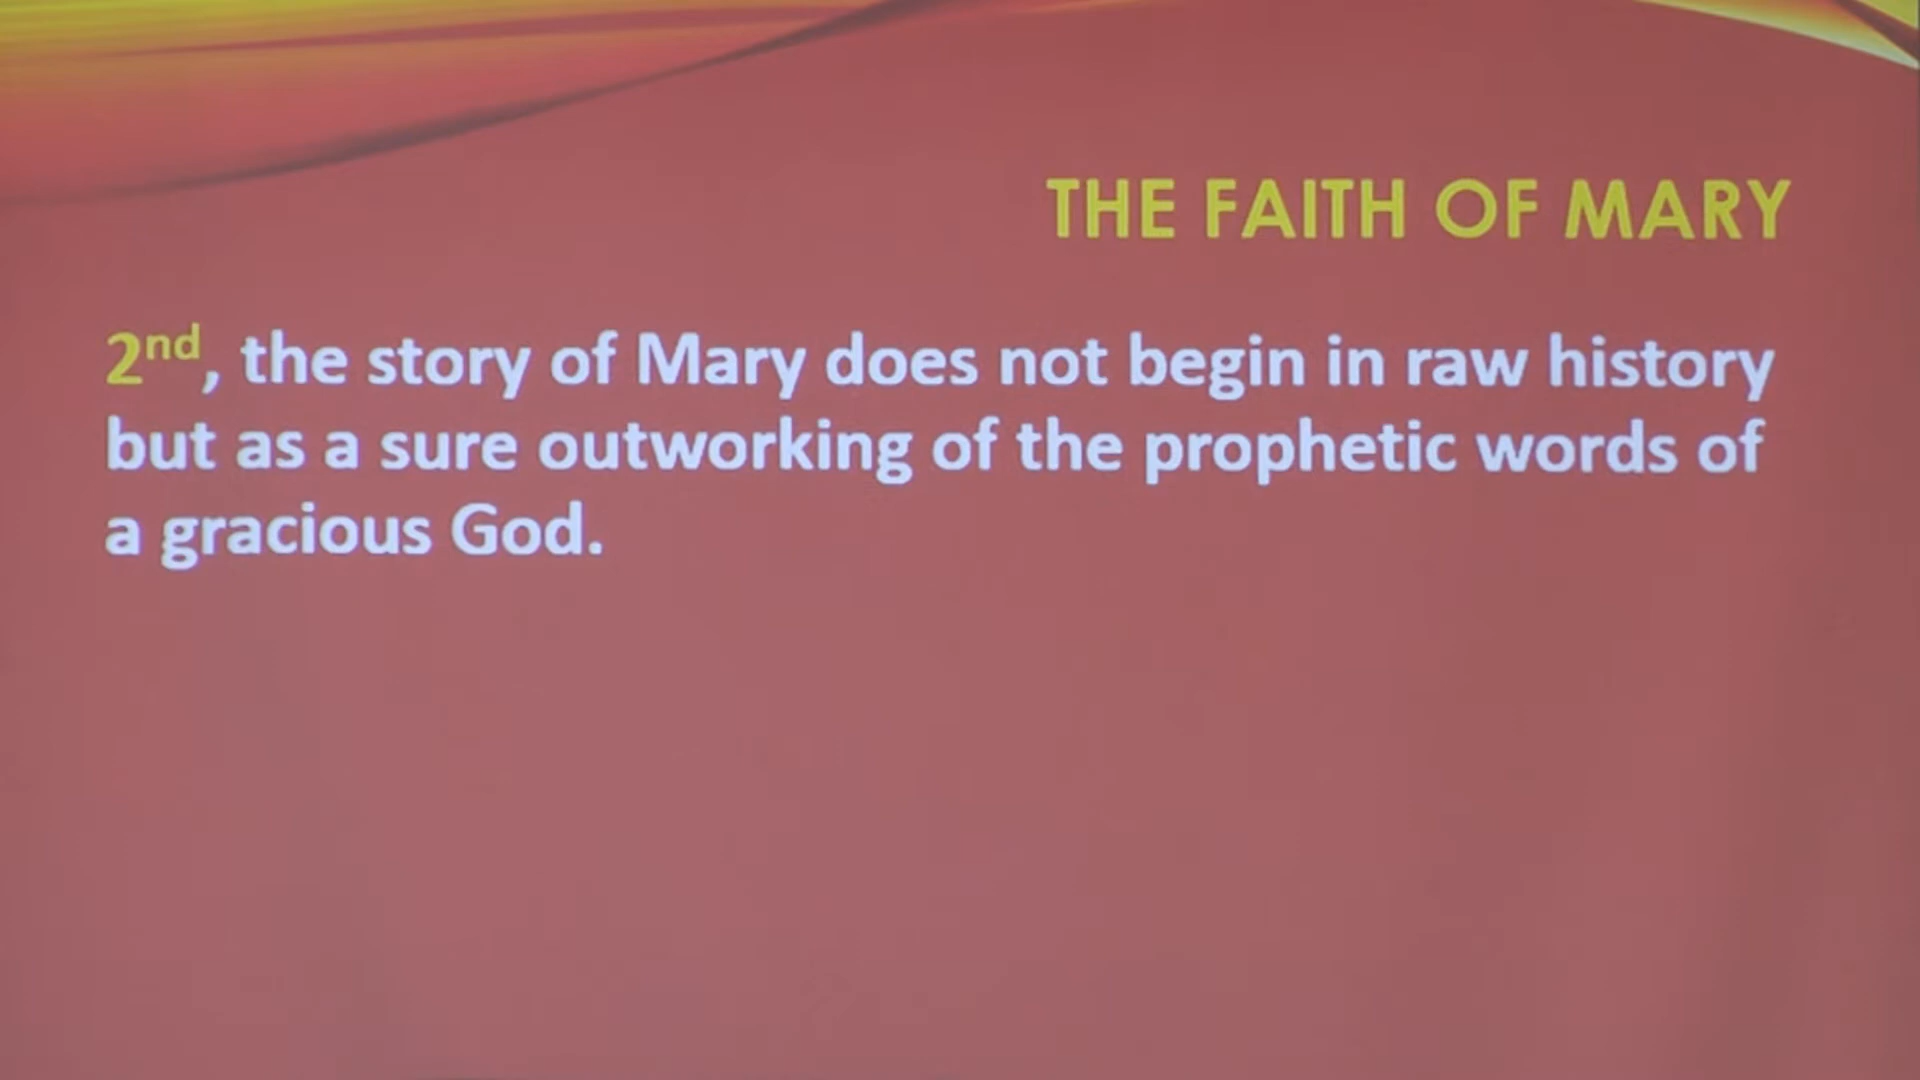 THE FAITH OF MARY
2nd, the story of Mary does not begin in raw history
but as a sure outworking of the prophetic words of
a gracious God.